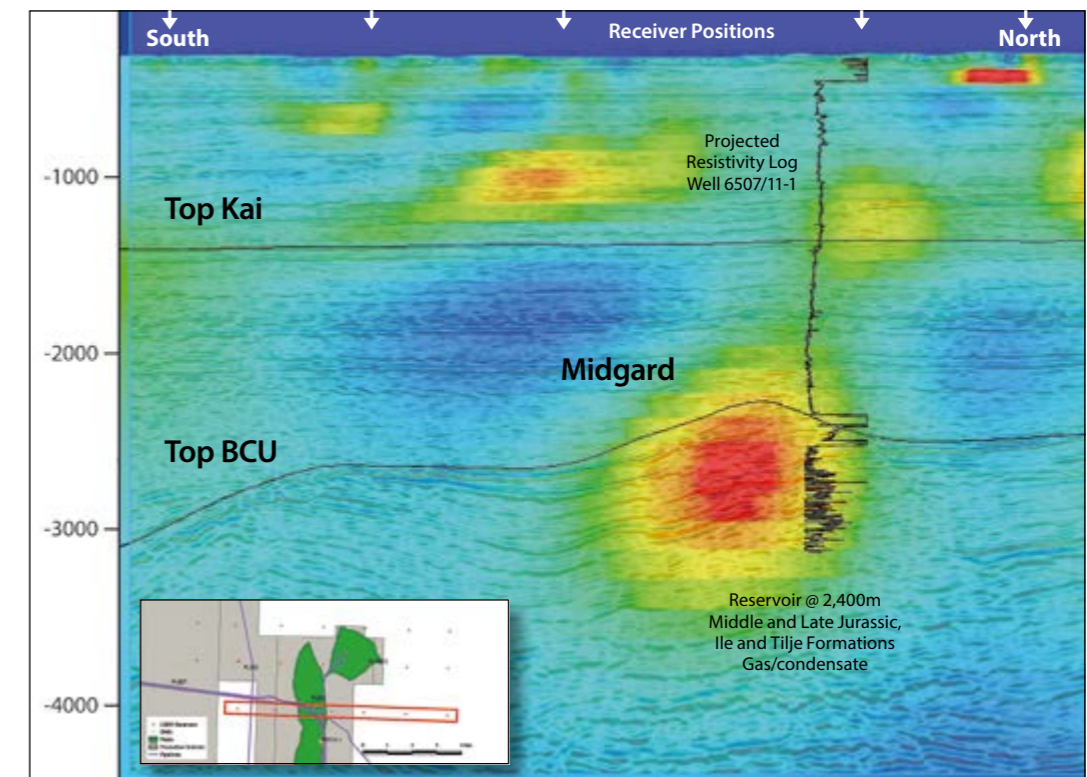 South
Receiver Positions
North
Projected
Resistivity Log
Well 6507/11-1
-1000
Top Kai
-2000
Midgard
Top BCU
-3000
Reservoir @ 2,400m
Middle and Late Jurassic,
Ile and Tilje Formations
Gas/condensate
-4000